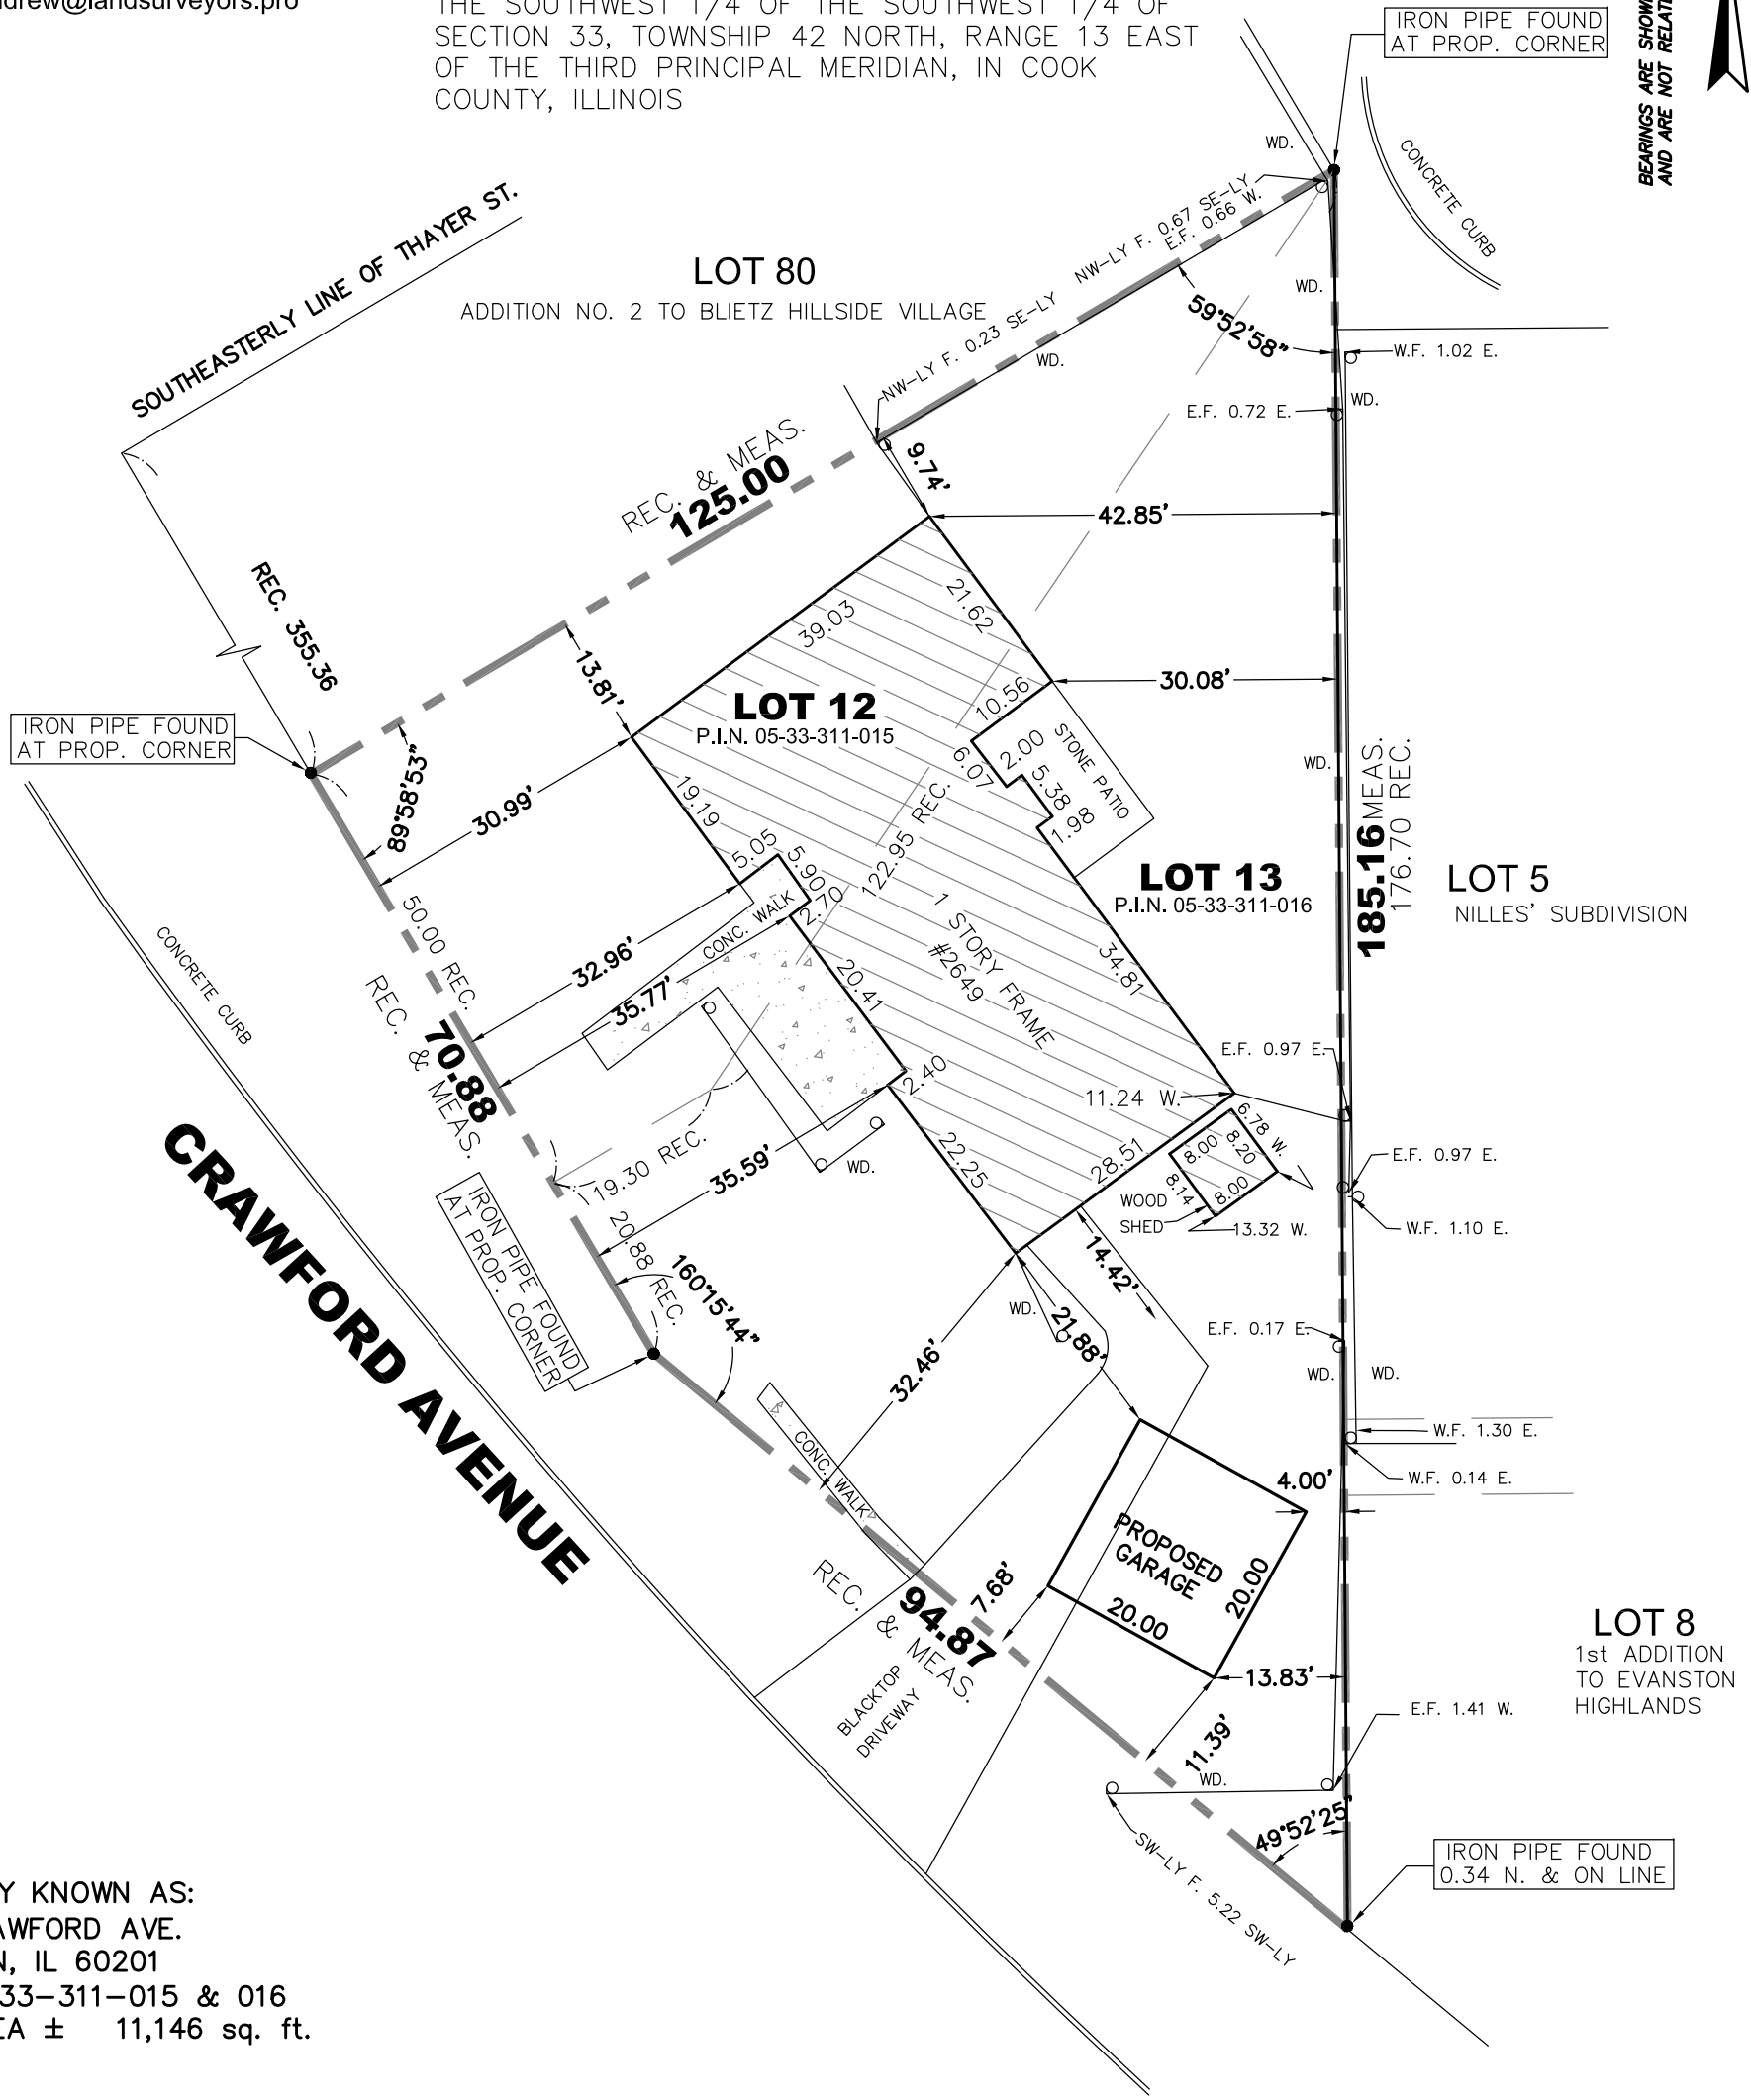 drew@landsurveyors.pro
THE SOUTHWEST 1/4 OF THE SOUTHWEST 1/4 OF
SECTION 33, TOWNSHIP 42 NORTH, RANGE 13 EAST
OF THE THIRD PRINCIPAL MERIDIAN, IN COOK
COUNTY, ILLINOIS
IRON PIPE FOUND
AT PROP. CORNER
BEARINGS ARE SHOW
AND ARE NOT RELATE
CONCRETE CURB
WD.
SOUTHEASTERLY LINE OF THAYER ST.
LOT 80
ADDITION NO. 2 TO BLIETZ HILLSIDE VILLAGE
NW-LY F. 0.23 SE-LY
NW-LY F. 0.67 SE-LY
E.F. 0.66 W.
WD.
WD.
59°52'58"
W.F. 1.02 E.
WD.
E.F. 0.72 E.
REC. & MEAS.
125.00
9.74'
42.85'
REC. 355.36
13.81'
39.03
21.62
30.08'
IRON PIPE FOUND
AT PROP. CORNER
LOT 12
P.I.N. 05-33-311-015
10.56
STONE PATIO
2.00
6.07
5.38
1.98
WD.
185.16 MEAS.
176.70 REC.
89°58'53"
30.99'
19.19
5.05
5.90
2.70
122.95 REC.
LOT 13
P.I.N. 05-33-311-016
LOT 5
NILLES' SUBDIVISION
50.00 REC.
CONC. WALK
32.96'
35.77'
20.41
1 STORY FRAME
#2649
34.81
CONCRETE CURB
REC. & MEAS.
70.88
2.40
E.F. 0.97 E.
11.24 W.
6.78 W.
19.30 REC.
35.59'
WD.
22.25
28.51
8.00
8.20
8.14
8.00
WOOD
SHED
13.32 W.
E.F. 0.97 E.
W.F. 1.10 E.
CRAWFORD AVENUE
IRON PIPE FOUND
AT PROP. CORNER
20.88 REC.
160°15'44"
14.42'
WD.
21.88'
32.46'
E.F. 0.17 E.
WD.
WD.
W.F. 1.30 E.
W.F. 0.14 E.
CONC. WALK
4.00'
PROPOSED
GARAGE
20.00
20.00
7.68'
REC. & MEAS.
94.87
BLACKTOP
DRIVEWAY
13.83'
11.39'
LOT 8
1st ADDITION
TO EVANSTON
HIGHLANDS
E.F. 1.41 W.
WD.
49°52'25"
SW-LY F. 5.22 SW-LY
IRON PIPE FOUND
0.34 N. & ON LINE
Y KNOWN AS:
AWFORD AVE.
N, IL 60201
33-311-015 & 016
EA ± 11,146 sq. ft.